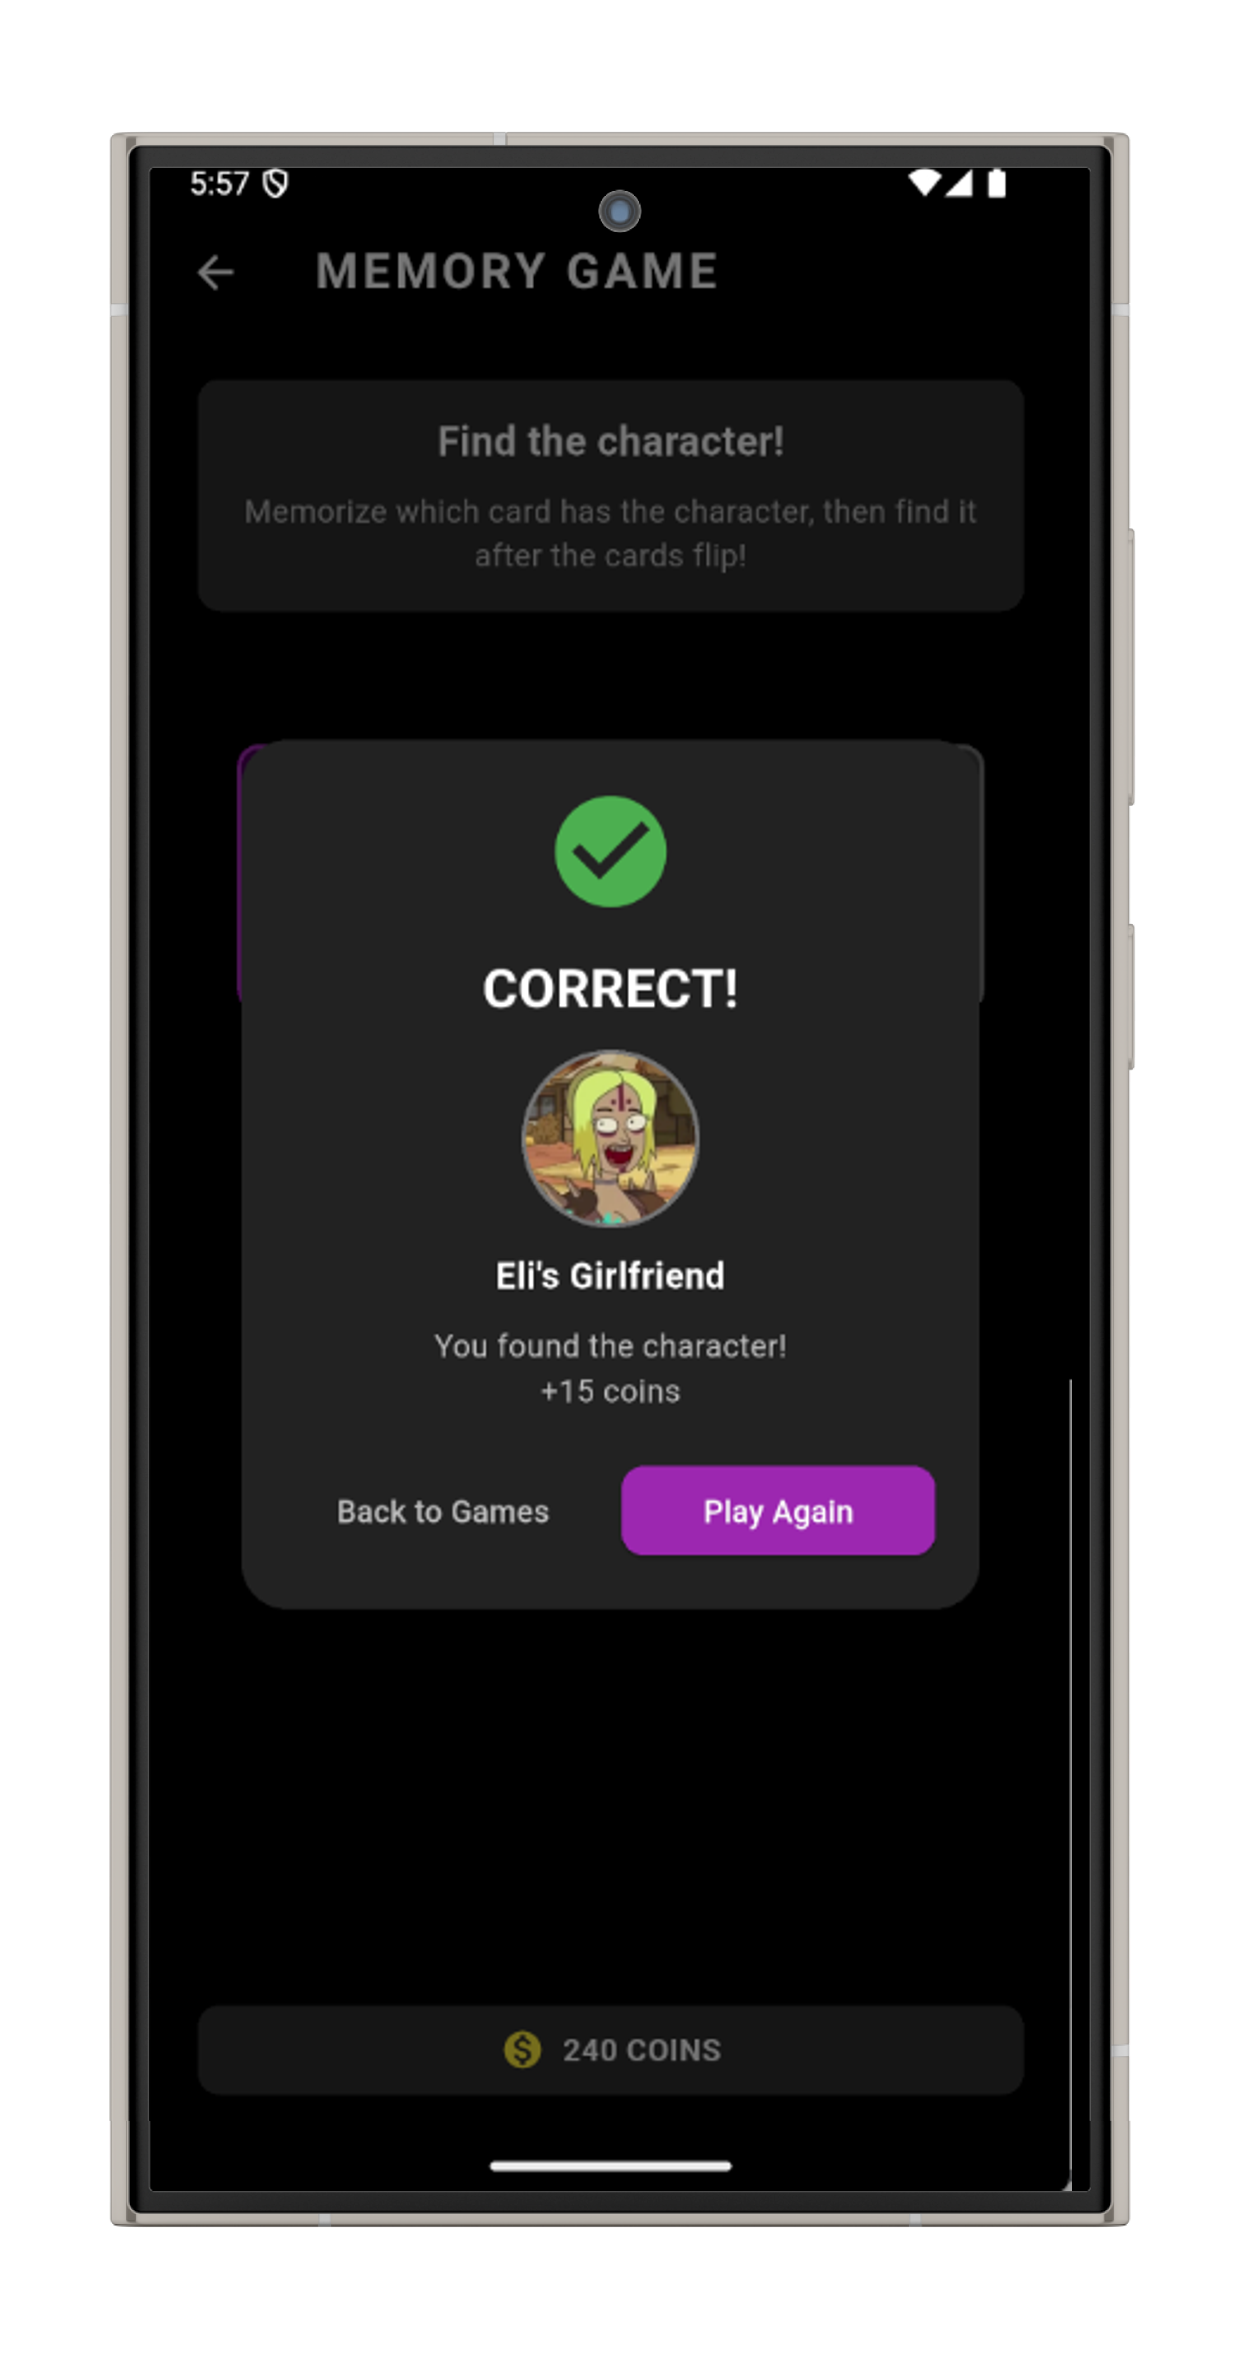 5:57
MEMORY GAME
Find the character!
Memorize which card has the character, then find it
after the cards flip!
CORRECT!
Eli's Girlfriend
You found the character!
+15 coins
Back to Games
Play Again
$ 240 COINS